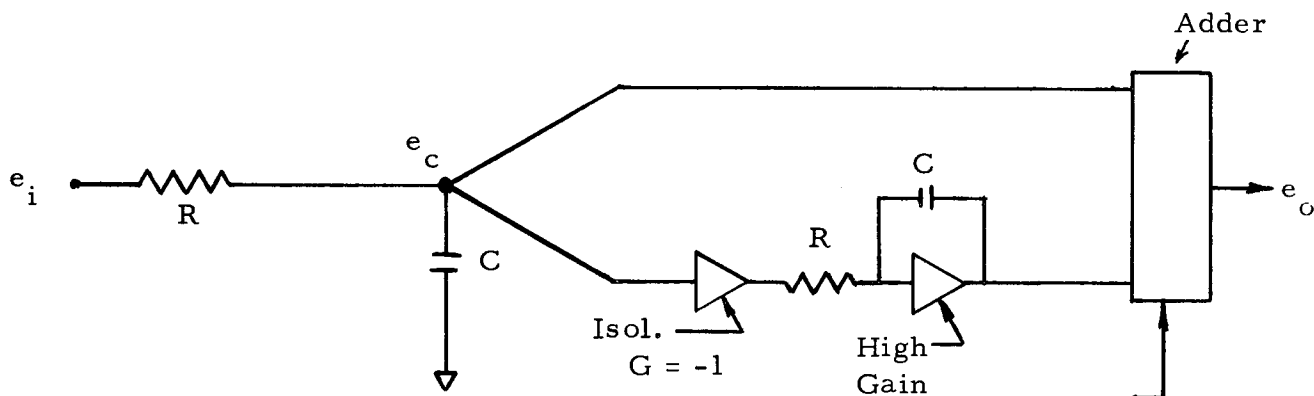 Adder
e_c
C
e_i
e_o
R
R
C
Isol.
G = -1
High
Gain